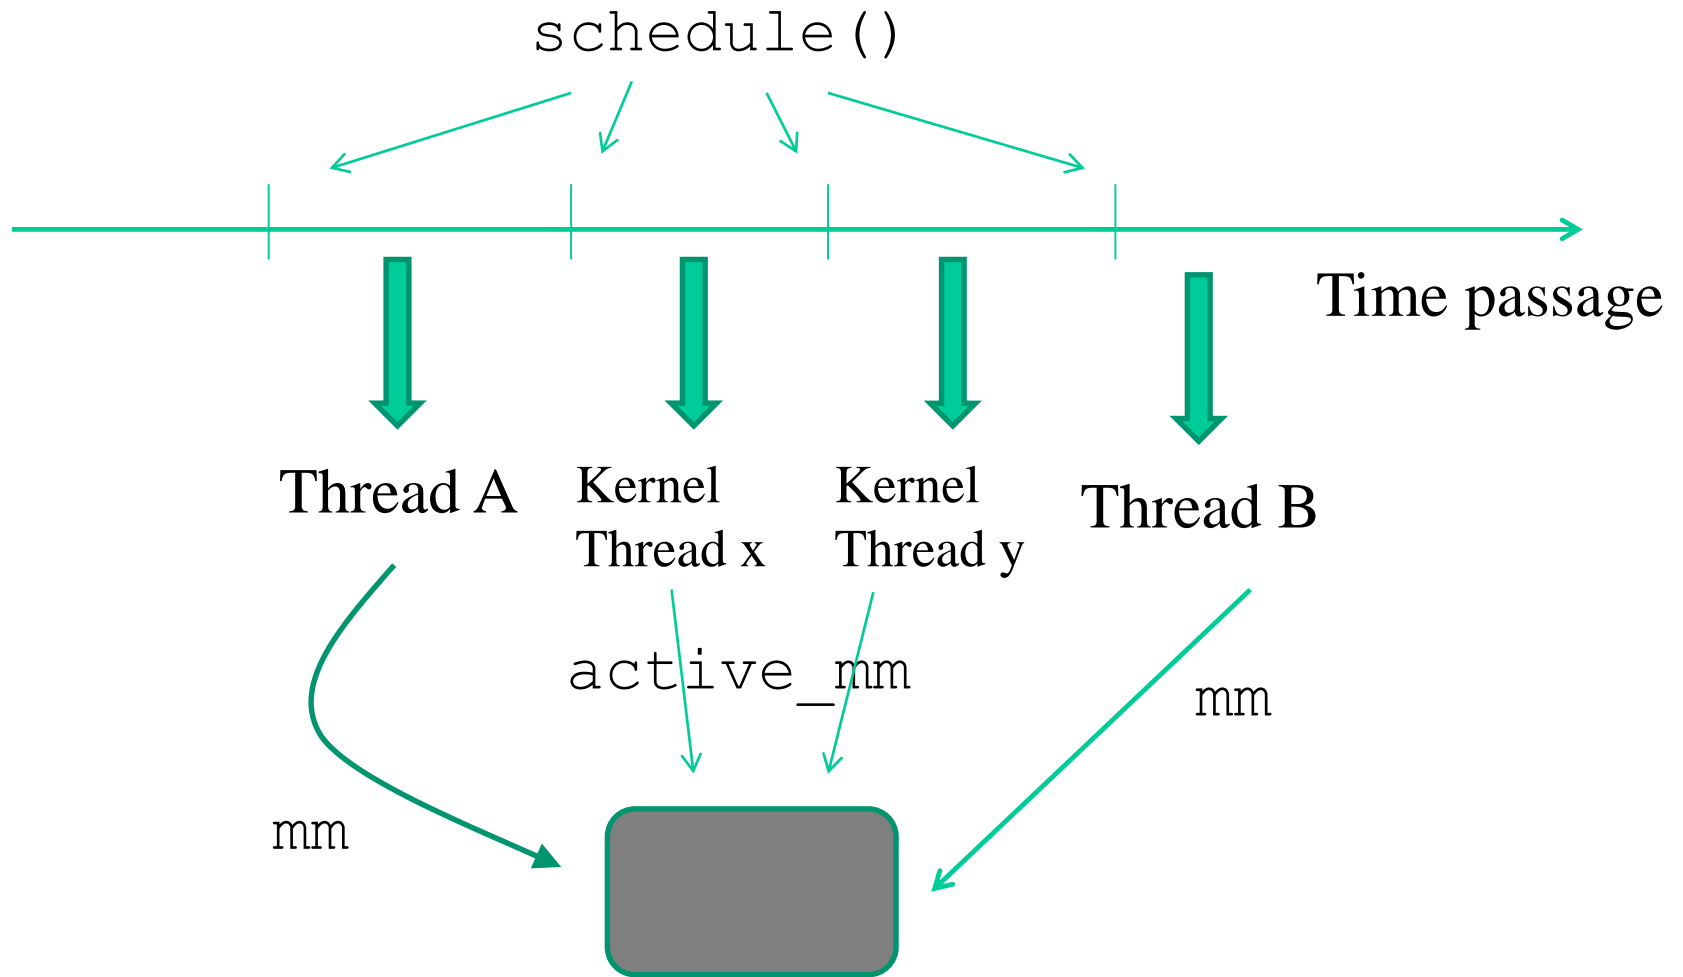 schedule()
Time passage
Thread A
Kernel
Thread x
Kernel
Thread y
Thread B
active_mm
mm
mm